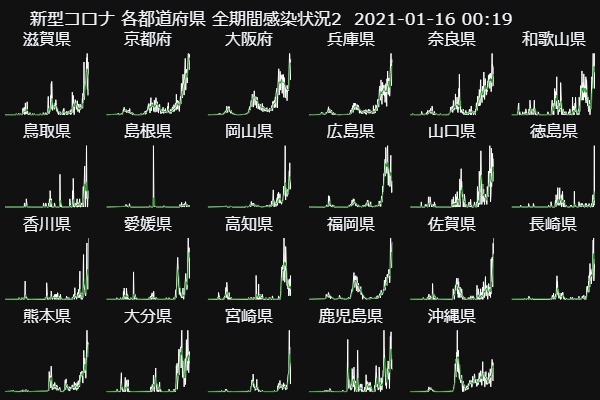 新型コロナ 各都道府県 全期間感染状況2 2021-01-16 00:19
滋賀県 京都府 大阪府 兵庫県 奈良県 和歌山県
鳥取県 島根県 岡山県 広島県 山口県 徳島県
香川県 愛媛県 高知県 福岡県 佐賀県 長崎県
熊本県 大分県 宮崎県 鹿児島県 沖縄県